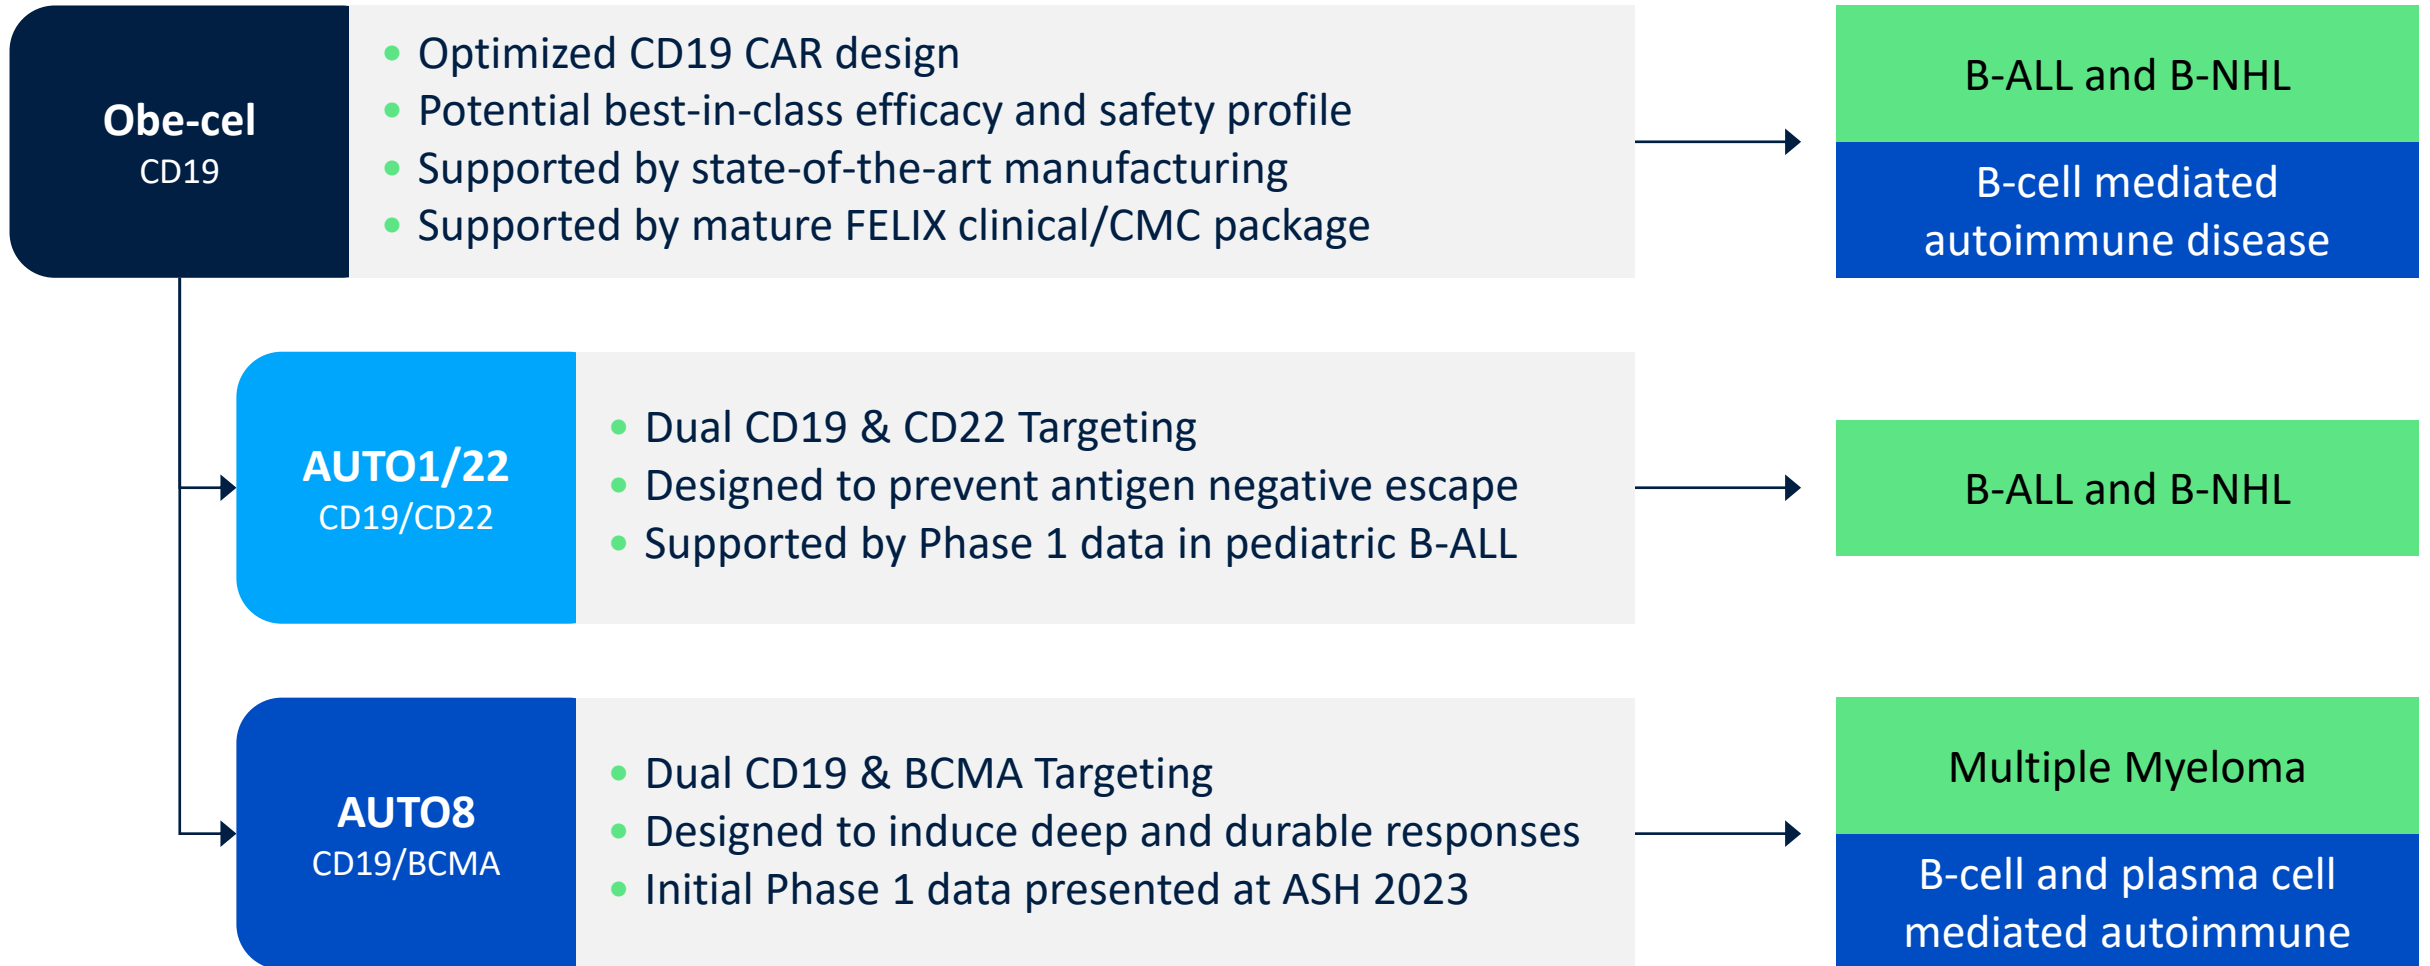 Obe-cel
CD19
• Optimized CD19 CAR design
• Potential best-in-class efficacy and safety profile
• Supported by state-of-the-art manufacturing
• Supported by mature FELIX clinical/CMC package
B-ALL and B-NHL
B-cell mediated
autoimmune disease
AUTO1/22
CD19/CD22
• Dual CD19 & CD22 Targeting
• Designed to prevent antigen negative escape
• Supported by Phase 1 data in pediatric B-ALL
B-ALL and B-NHL
AUTO8
CD19/BCMA
• Dual CD19 & BCMA Targeting
• Designed to induce deep and durable responses
• Initial Phase 1 data presented at ASH 2023
Multiple Myeloma
B-cell and plasma cell
mediated autoimmune